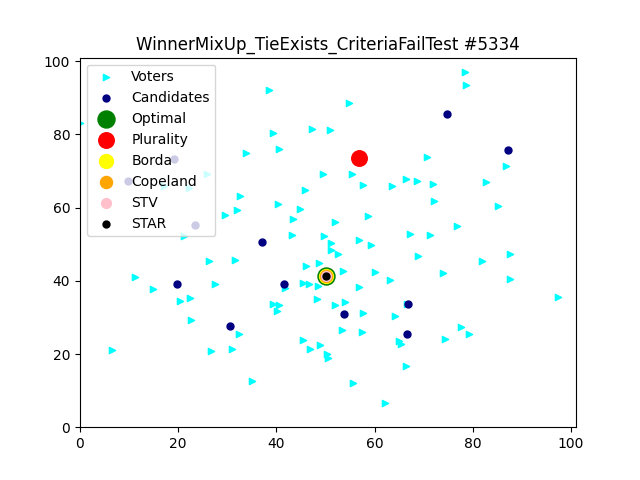 WinnerMixUp_TieExists_CriteriaFailTest #5334
100
80
60
40
20
0
0
20
40
60
80
100
Voters
Candidates
Optimal
Plurality
Borda
Copeland
STV
STAR